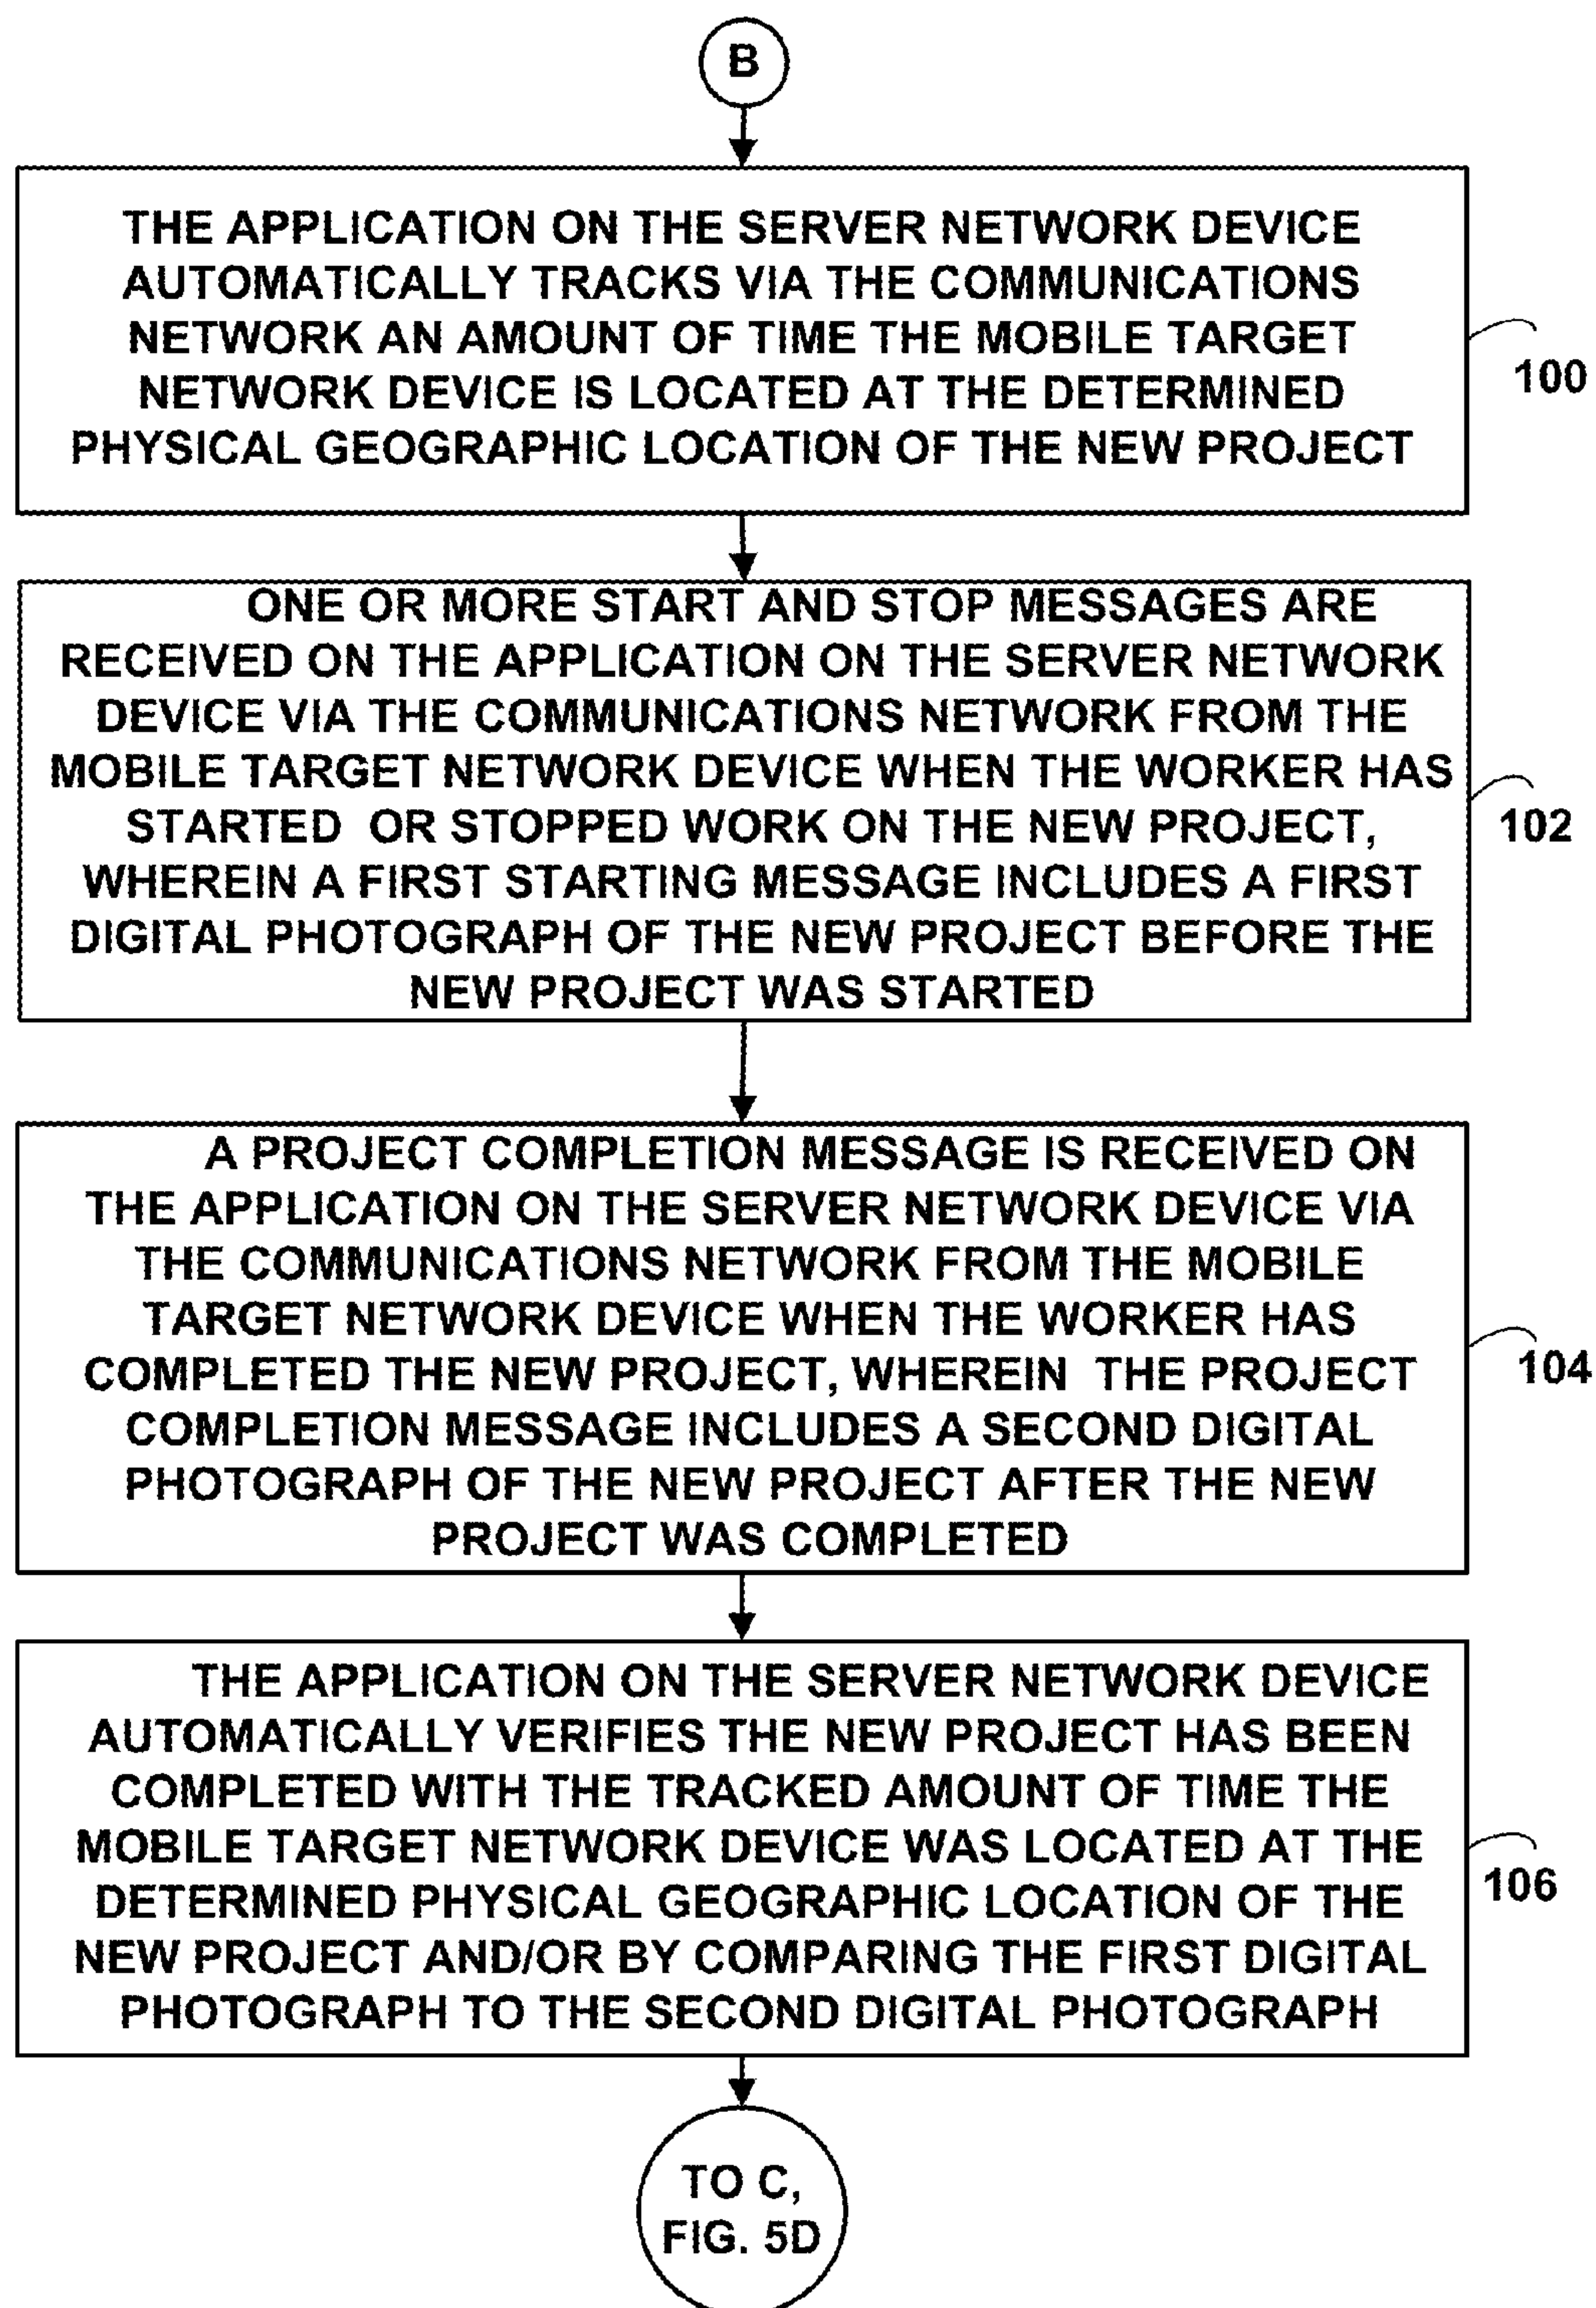 B
THE APPLICATION ON THE SERVER NETWORK DEVICE
AUTOMATICALLY TRACKS VIA THE COMMUNICATIONS
NETWORK AN AMOUNT OF TIME THE MOBILE TARGET
NETWORK DEVICE IS LOCATED AT THE DETERMINED
PHYSICAL GEOGRAPHIC LOCATION OF THE NEW PROJECT
100
ONE OR MORE START AND STOP MESSAGES ARE
RECEIVED ON THE APPLICATION ON THE SERVER NETWORK
DEVICE VIA THE COMMUNICATIONS NETWORK FROM THE
MOBILE TARGET NETWORK DEVICE WHEN THE WORKER HAS
STARTED OR STOPPED WORK ON THE NEW PROJECT,
WHEREIN A FIRST STARTING MESSAGE INCLUDES A FIRST
DIGITAL PHOTOGRAPH OF THE NEW PROJECT BEFORE THE
NEW PROJECT WAS STARTED
102
A PROJECT COMPLETION MESSAGE IS RECEIVED ON
THE APPLICATION ON THE SERVER NETWORK DEVICE VIA
THE COMMUNICATIONS NETWORK FROM THE MOBILE
TARGET NETWORK DEVICE WHEN THE WORKER HAS
COMPLETED THE NEW PROJECT, WHEREIN THE PROJECT
COMPLETION MESSAGE INCLUDES A SECOND DIGITAL
PHOTOGRAPH OF THE NEW PROJECT AFTER THE NEW
PROJECT WAS COMPLETED
104
THE APPLICATION ON THE SERVER NETWORK DEVICE
AUTOMATICALLY VERIFIES THE NEW PROJECT HAS BEEN
COMPLETED WITH THE TRACKED AMOUNT OF TIME THE
MOBILE TARGET NETWORK DEVICE WAS LOCATED AT THE
DETERMINED PHYSICAL GEOGRAPHIC LOCATION OF THE
NEW PROJECT AND/OR BY COMPARING THE FIRST DIGITAL
PHOTOGRAPH TO THE SECOND DIGITAL PHOTOGRAPH
106
TO C,
FIG. 5D